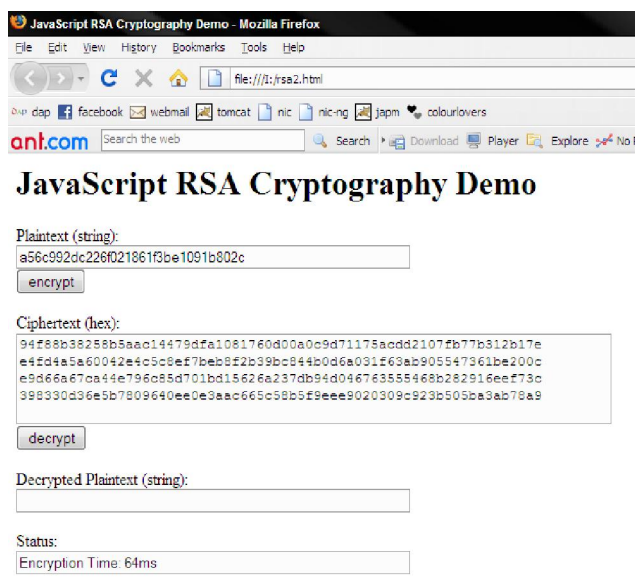 JavaScript RSA Cryptography Demo - Mozilla Firefox
File Edit View History Bookmarks Tools Help
file:///I:/rsa2.html
dap facebook webmail tomcat nic nic-ng japm colourlovers
ant.com Search the web Search Download Player Explore No
JavaScript RSA Cryptography Demo
Plaintext (string):
a56c992dc226f021861f3be1091b802c
encrypt
Ciphertext (hex):
94f88b38258b5aac14479dfa1081760d00a0c9d71175acdd2107fb77b312b17e
e4fd4a5a60042e4c5c8ef7beb8f2b39bc844b0d6a031f63ab905547361be200c
e9d66a67ca44e796c85d701bd15626a237db94d046763555468b282916eef73c
398330d36e5b7809640ee0e3aac665c58b5f9eee9020309c923b505ba3ab78a9
decrypt
Decrypted Plaintext (string):
Status:
Encryption Time: 64ms